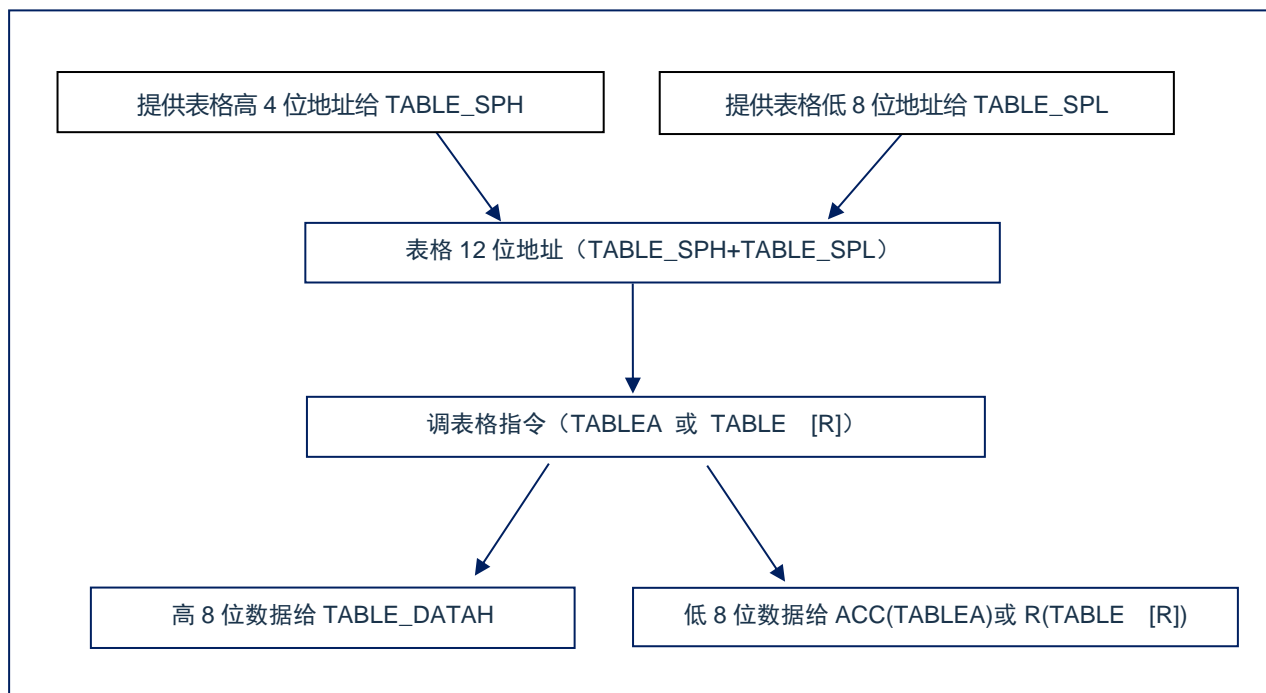 提供表格高 4 位地址给 TABLE_SPH
提供表格低 8 位地址给 TABLE_SPL
表格 12 位地址（TABLE_SPH+TABLE_SPL）
调表格指令（TABLEA 或 TABLE [R]）
高 8 位数据给 TABLE_DATAH
低 8 位数据给 ACC(TABLEA)或 R(TABLE [R])